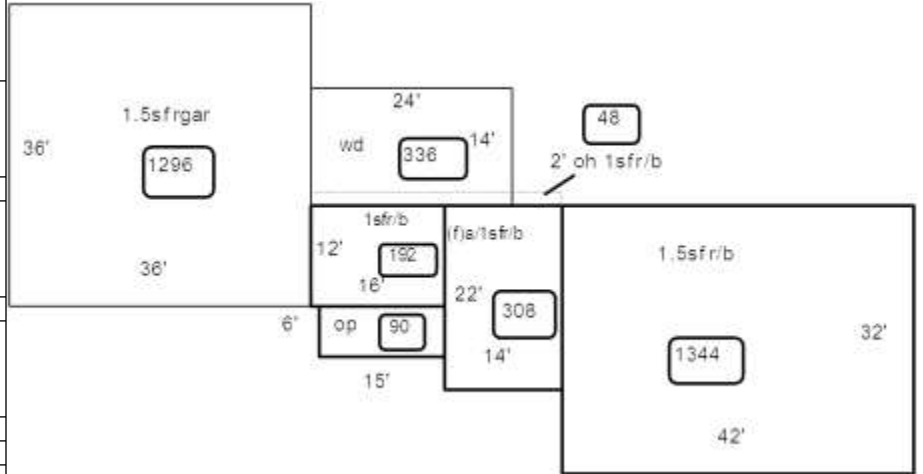 24'
48
1.5sfrgar
wd
14'
36'
336
2' oh 1sfr/b
1296
1sfr/b
(f)a/1sfr/b
12'
192
1.5sfr/b
36'
16'
22'
308
6'
op
90
32'
14'
1344
15'
42'